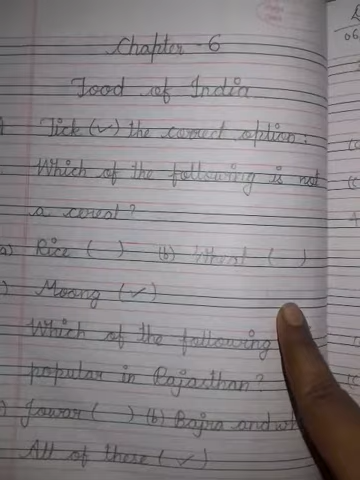 Chapter - 6
Food of India
Tick (✓) the correct option:
Which of the following is not
a cereal?
a) Rice ( ) (b) Wheat ( )
) Moong (✓)
Which of the following
popular in Rajasthan?
) Jowar ( ) (b) Bajra and
All of these (✓)
06